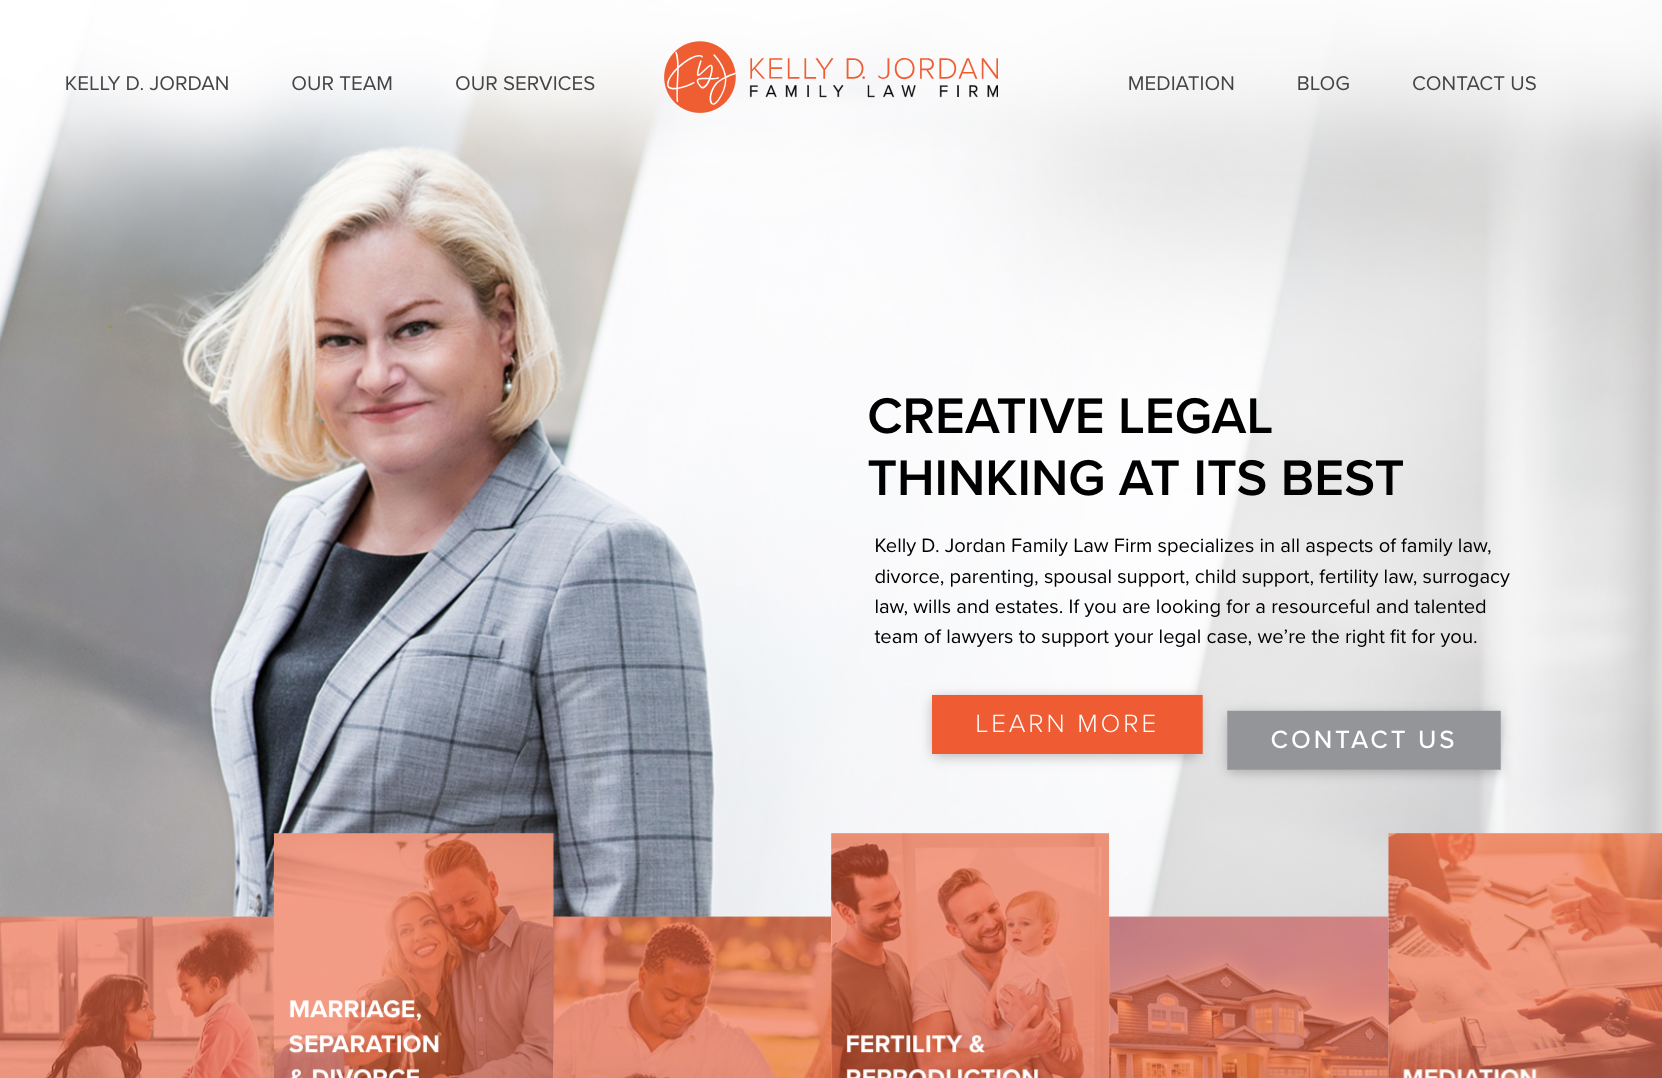 KELLY D. JORDAN
OUR TEAM
OUR SERVICES
KELLY D. JORDAN
FAMILY LAW FIRM
MEDIATION
BLOG
CONTACT US
CREATIVE LEGAL
THINKING AT ITS BEST
Kelly D. Jordan Family Law Firm specializes in all aspects of family law,
divorce, parenting, spousal support, child support, fertility law, surrogacy
law, wills and estates. If you are looking for a resourceful and talented
team of lawyers to support your legal case, we’re the right fit for you.
LEARN MORE
CONTACT US
MARRIAGE,
SEPARATION
& DIVORCE
FERTILITY &
REPRODUCTION
MEDIATION